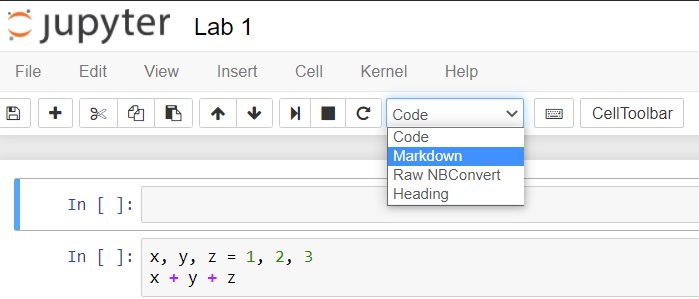 jupyter Lab 1
File Edit View Insert Cell Kernel Help
Code CellToolbar
Code
Markdown
Raw NBConvert
Heading
In [ ]:
In [ ]: x, y, z = 1, 2, 3
x + y + z